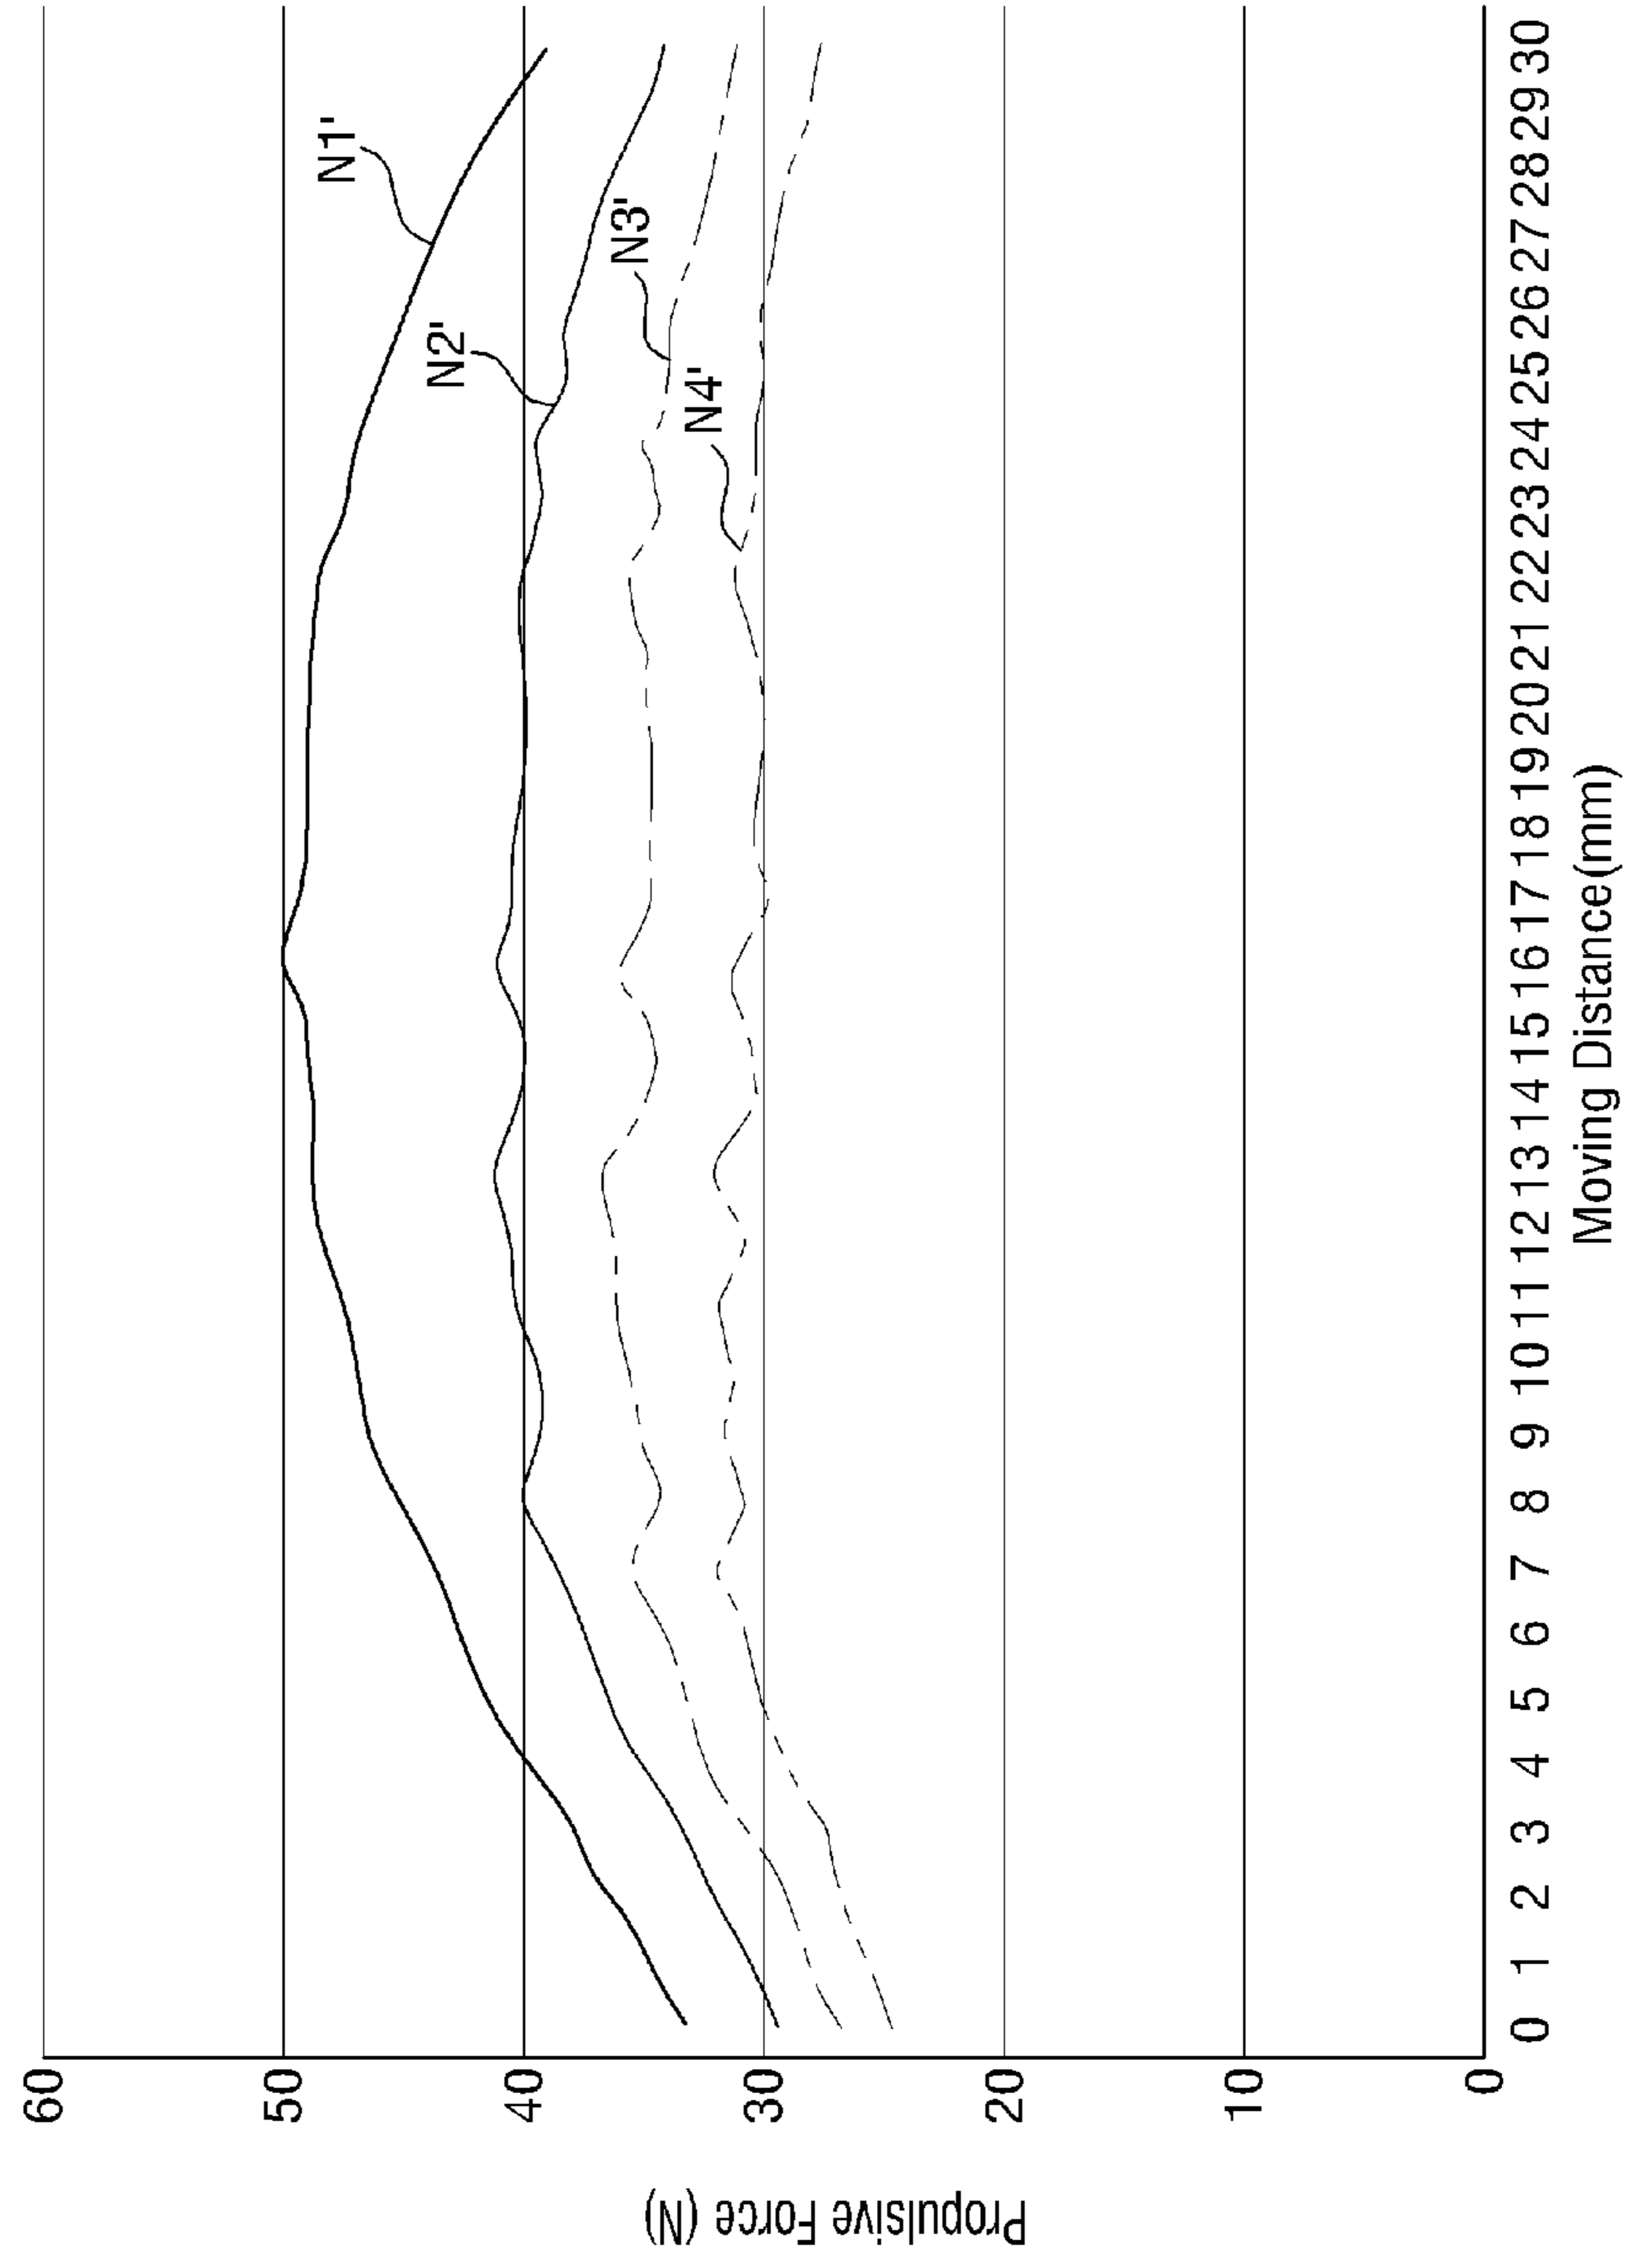 60
50
40
30
20
10
0
Propulsive Force (N)
N1'
N2'
N3'
N4'
0 1 2 3 4 5 6 7 8 9 10 11 12 13 14 15 16 17 18 19 20 21 22 23 24 25 26 27 28 29 30
Moving Distance(mm)